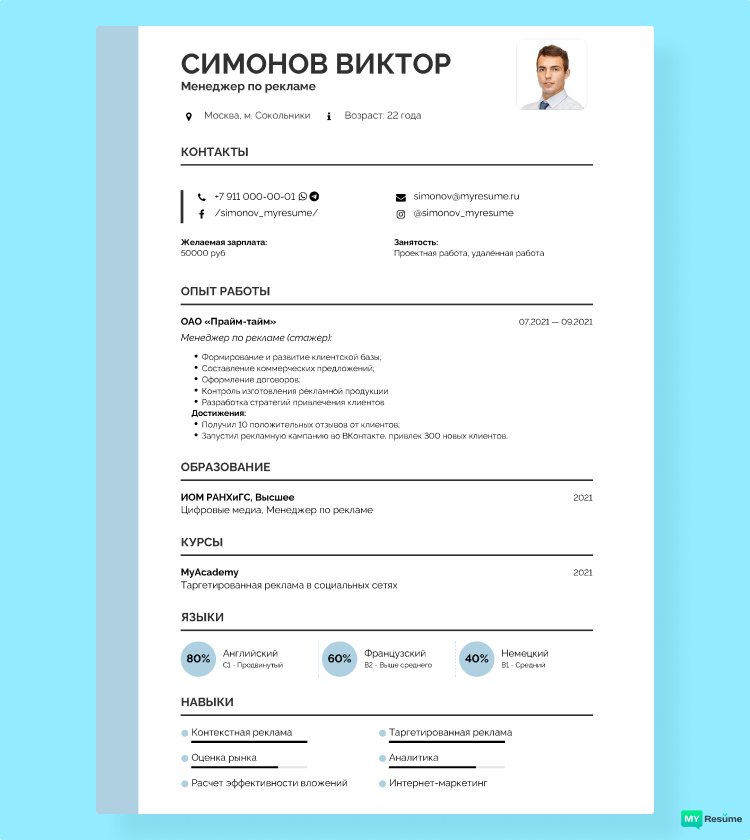 СИМОНОВ ВИКТОР
Менеджер по рекламе
Москва, м. Сокольники Возраст: 22 года
КОНТАКТЫ
+7 911 000-00-01 simonov@myresume.ru
/simonov_myresume/ @simonov_myresume
Желаемая зарплата: Занятость:
50000 руб Проектная работа, удалённая работа
ОПЫТ РАБОТЫ
ОАО «Прайм-тайм» 07.2021 — 09.2021
Менеджер по рекламе (стажер):
• Формирование и развитие клиентской базы;
• Составление коммерческих предложений;
• Оформление договоров;
• Контроль изготовления рекламной продукции
• Разработка стратегий привлечения клиентов
Достижения:
• Получил 10 положительных отзывов от клиентов;
• Запустил рекламную кампанию во ВКонтакте, привлек 300 новых клиентов.
ОБРАЗОВАНИЕ
ИОМ РАНХиГС, Высшее 2021
Цифровые медиа, Менеджер по рекламе
КУРСЫ
MyAcademy 2021
Таргетированная реклама в социальных сетях
ЯЗЫКИ
80% Английский 60% Французский 40% Немецкий
C1 - Продвинутый B2 - Выше среднего B1 - Средний
НАВЫКИ
Контекстная реклама Таргетированная реклама
Оценка рынка Аналитика
Расчет эффективности вложений Интернет-маркетинг
MY Resume